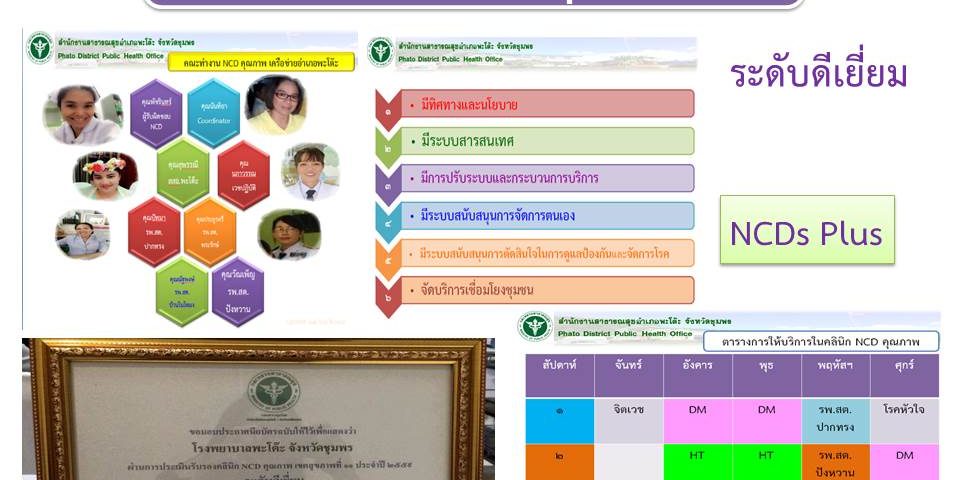 สำนักงานสาธารณสุขอำเภอพะโต๊ะ จังหวัดชุมพร
Phato District Public Health Office
คณะทำงาน NCD คุณภาพ เครือข่ายอำเภอพะโต๊ะ
คุณพัชรินทร์
ผู้รับผิดชอบ
NCD
คุณนันทิยา
Coordinator
คุณสุพรรณี
สสอ.พะโต๊ะ
คุณ
นภาวรรณ
เวชปฏิบัติ
รพ.สต.
ปากทรง
คุณประยุรศรี
รพ.สต.
พระรักษ์
รพ.สต.
คุณวัณเพ็ญ
รพ.สต.
ปังหวาน
สำนักงานสาธารณสุขอำเภอพะโต๊ะ จังหวัดชุมพร
Phato District Public Health Office
๑ • มีทิศทางและนโยบาย
๒ • มีระบบสารสนเทศ
๓ • มีการปรับระบบและกระบวนการบริการ
๔ • มีระบบสนับสนุนการจัดการตนเอง
๕ • มีระบบสนับสนุนการตัดสินใจในการดูแลป้องกันและจัดการโรค
๖ • จัดบริการเชื่อมโยงชุมชน
ระดับดีเยี่ยม
NCDs Plus
ขอมอบประกาศนียบัตรฉบับนี้ไว้เพื่อแสดงว่า
โรงพยาบาลพะโต๊ะ จังหวัดชุมพร
ผ่านการประเมินรับรองคลินิก NCD คุณภาพ เขตสุขภาพที่ ๑๑ ประจำปี ๒๕๕๙
สำนักงานสาธารณสุขอำเภอพะโต๊ะ จังหวัดชุมพร
Phato District Public Health Office
ตารางการให้บริการในคลินิก NCD คุณภาพ
สัปดาห์ จันทร์ อังคาร พุธ พฤหัสฯ ศุกร์
๑ จิตเวช DM DM รพ.สต. โรคหัวใจ
ปากทรง
๒ HT HT รพ.สต. DM
ปังหวาน